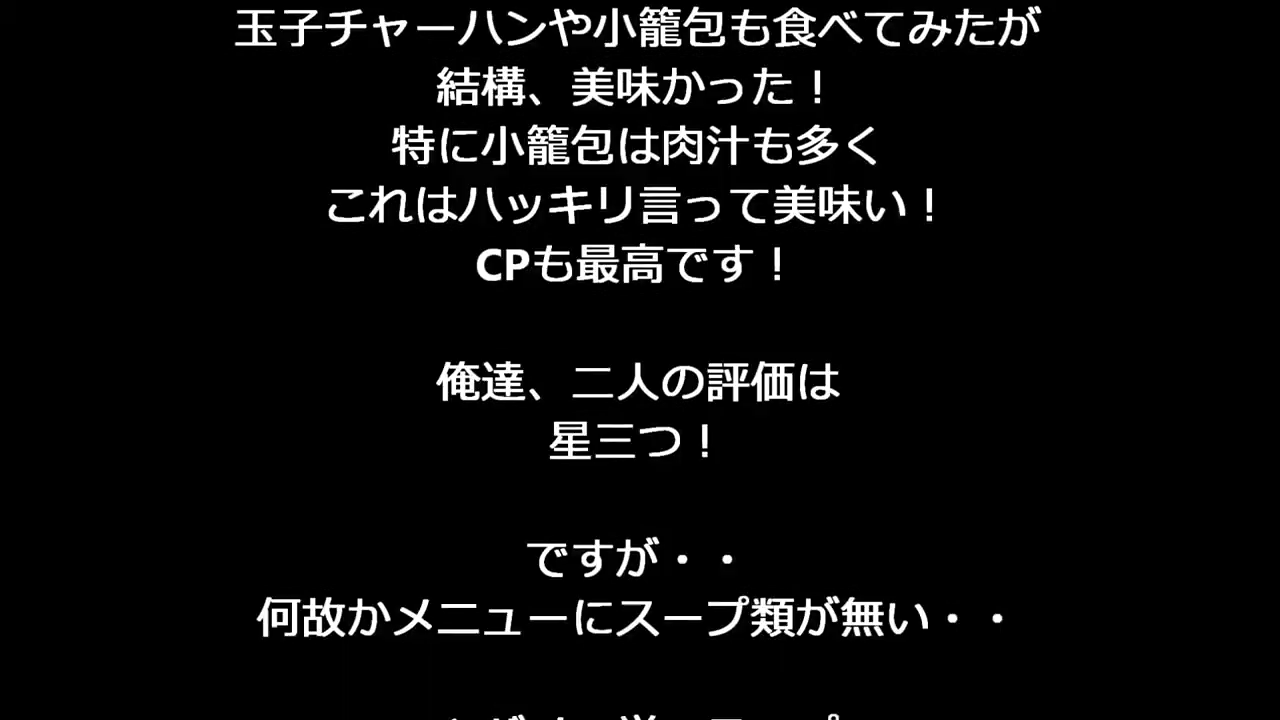 玉子チャーハンや小籠包も食べてみたが
結構、美味かった！
特に小籠包は肉汁も多く
これはハッキリ言って美味い！
CPも最高です！
俺達、二人の評価は
星三つ！
ですが・・
何故かメニューにスープ類が無い・・